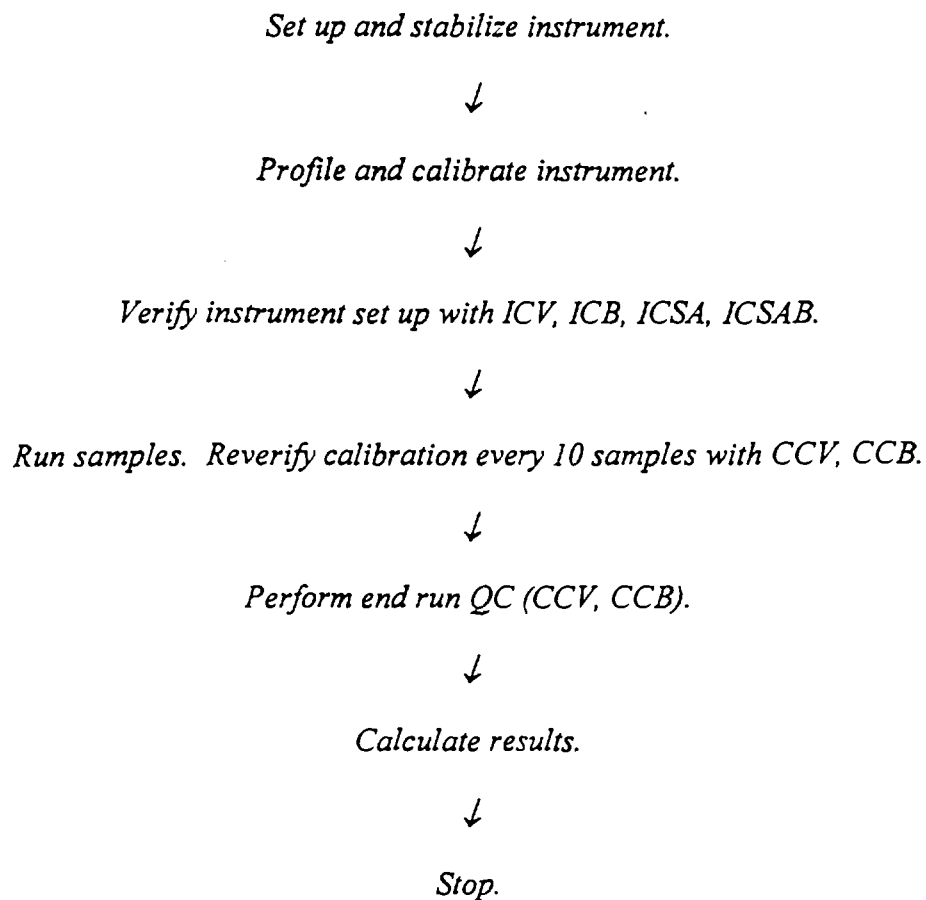 Set up and stabilize instrument.
↓
Profile and calibrate instrument.
↓
Verify instrument set up with ICV, ICB, ICSA, ICSAB.
↓
Run samples. Reverify calibration every 10 samples with CCV, CCB.
↓
Perform end run QC (CCV, CCB).
↓
Calculate results.
↓
Stop.